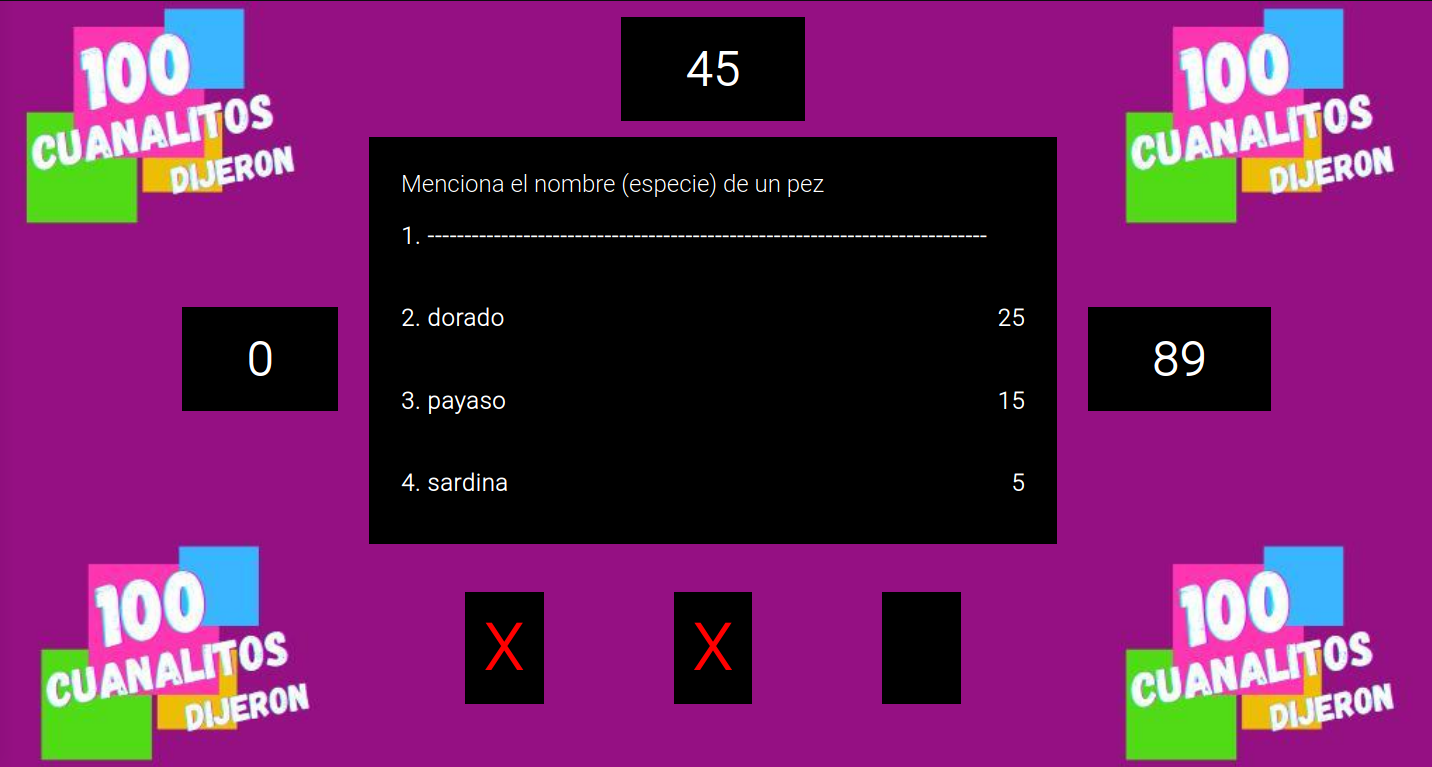 100
CUANALITOS
DIJERON
45
100
CUANALITOS
DIJERON
Menciona el nombre (especie) de un pez
1. ----------------------------------------------------------------------------
2. dorado 25
3. payaso 15
4. sardina 5
0
89
100
CUANALITOS
DIJERON
X X
100
CUANALITOS
DIJERON